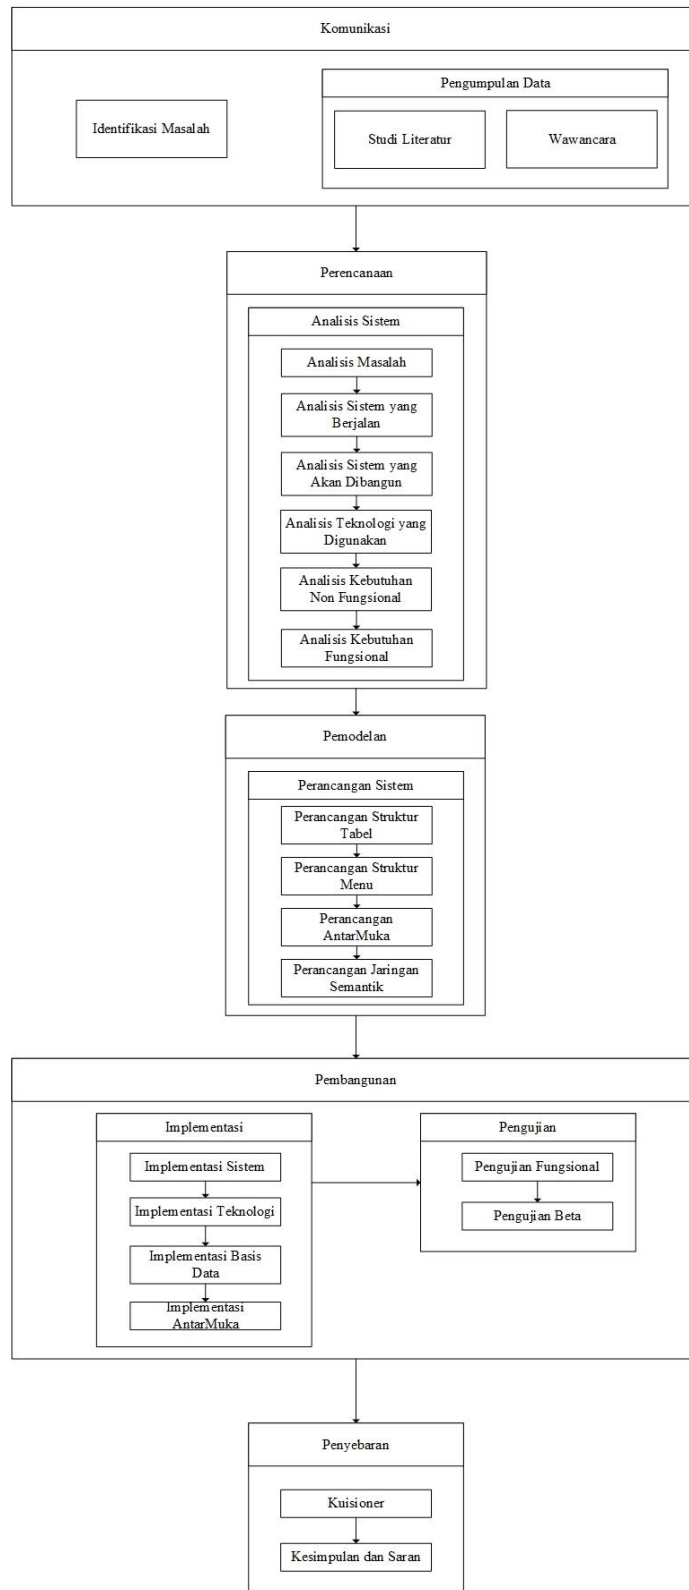 Komunikasi
Pengumpulan Data
Identifikasi Masalah
Studi Literatur
Wawancara
Perencanaan
Analisis Sistem
Analisis Masalah
Analisis Sistem yang
Berjalan
Analisis Sistem yang
Akan Dibangun
Analisis Teknologi yang
Digunakan
Analisis Kebutuhan
Non Fungsional
Analisis Kebutuhan
Fungsional
Pemodelan
Perancangan Sistem
Perancangan Struktur
Tabel
Perancangan Struktur
Menu
Perancangan
AntarMuka
Perancangan Jaringan
Semantik
Pembangunan
Implementasi
Implementasi Sistem
Implementasi Teknologi
Implementasi Basis
Data
Implementasi
AntarMuka
Pengujian
Pengujian Fungsional
Pengujian Beta
Penyebaran
Kuisioner
Kesimpulan dan Saran